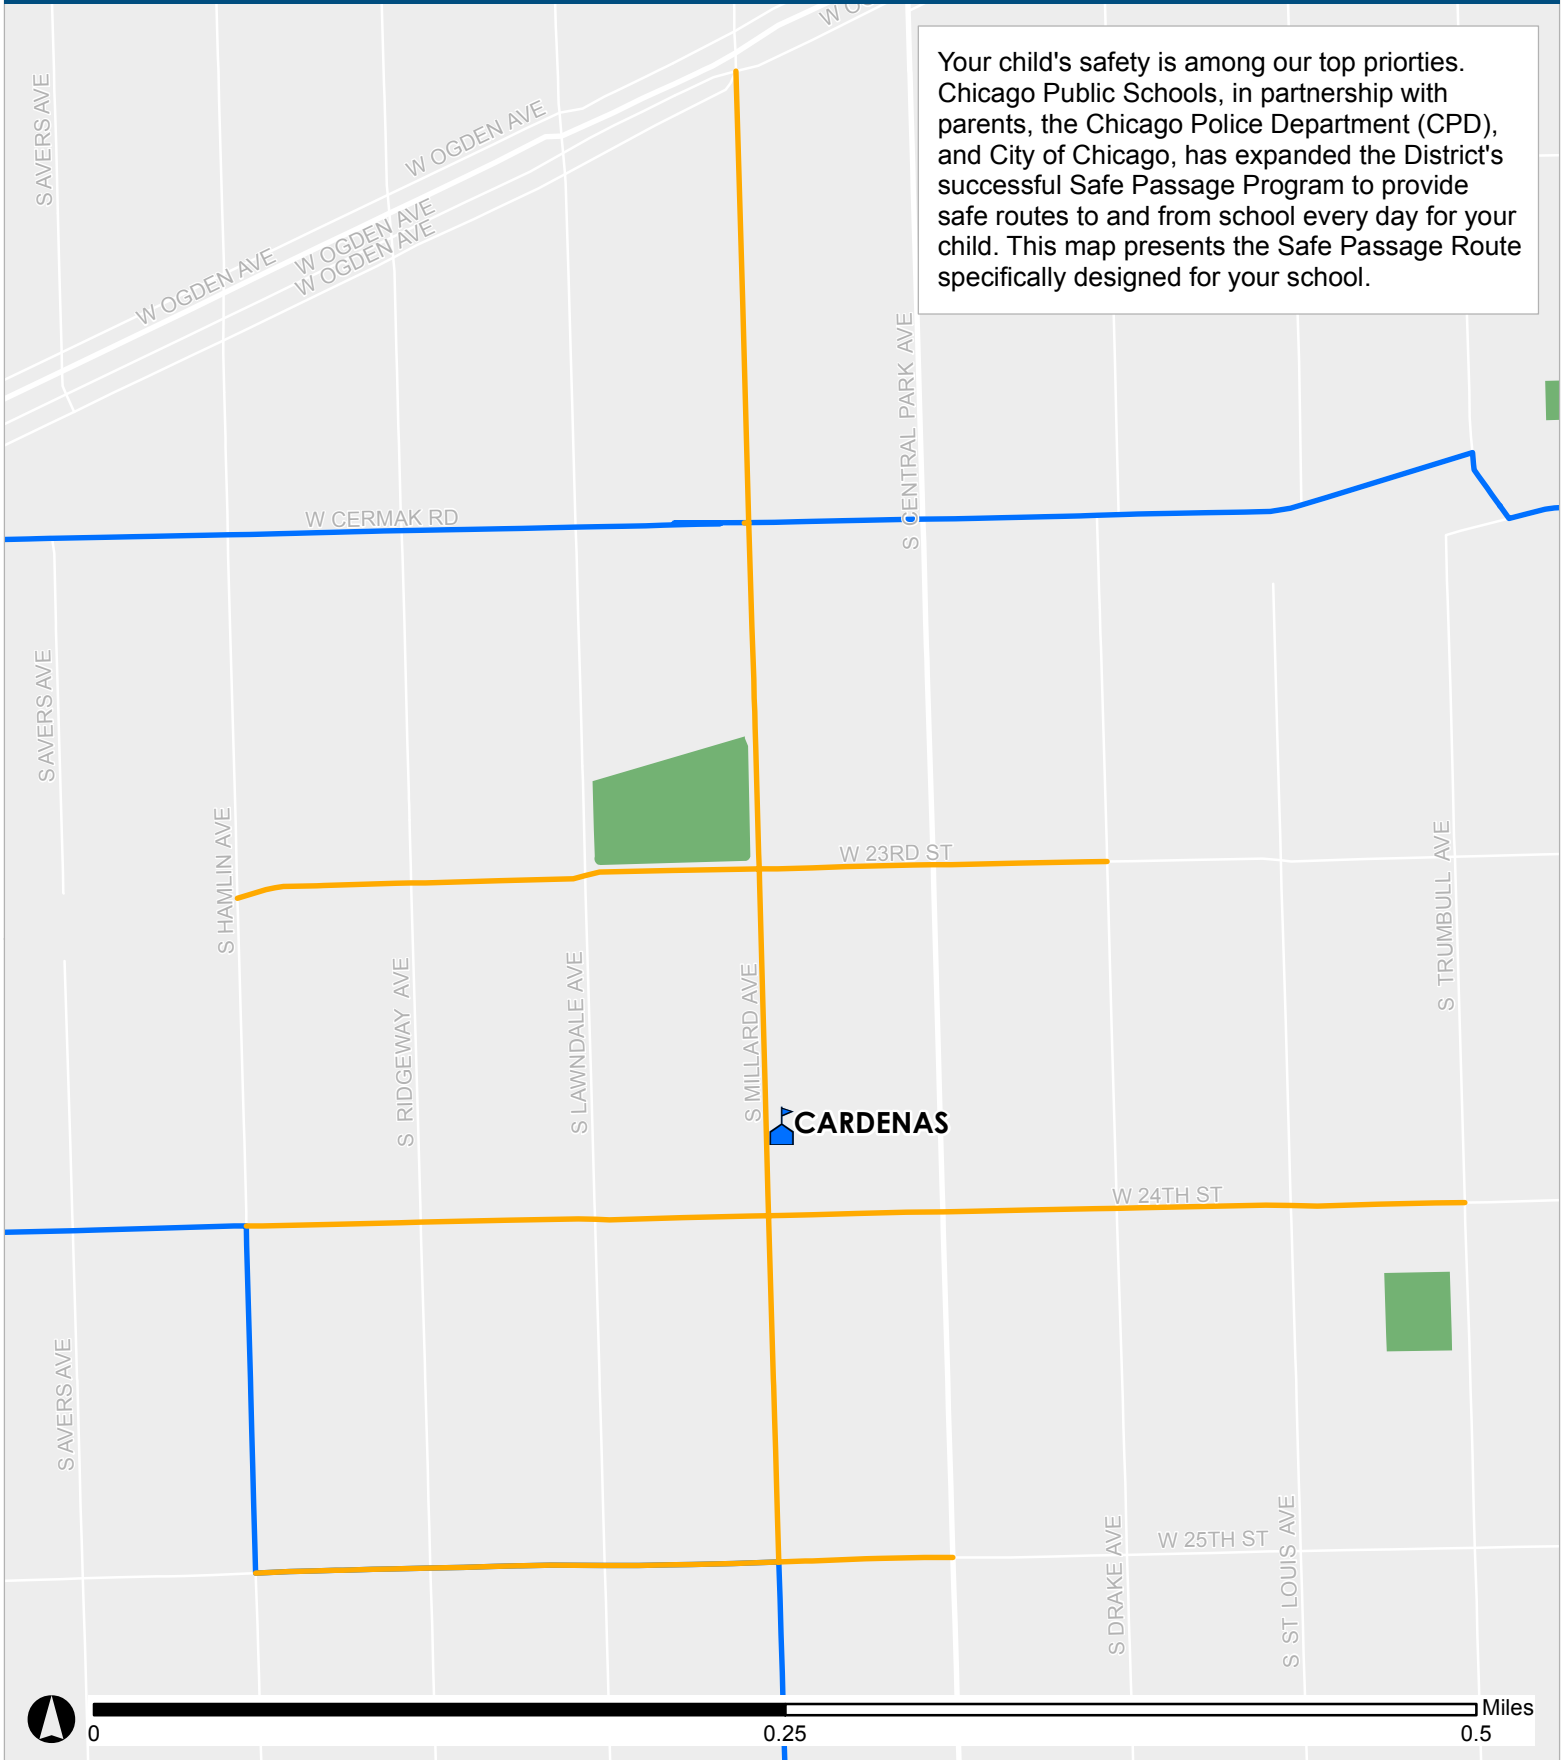 W OG
Your child's safety is among our top priorties.
Chicago Public Schools, in partnership with
parents, the Chicago Police Department (CPD),
and City of Chicago, has expanded the District's
successful Safe Passage Program to provide
safe routes to and from school every day for your
child. This map presents the Safe Passage Route
specifically designed for your school.
S AVERS AVE
W OGDEN AVE
W OGDEN AVE
W OGDEN AVE
W OGDEN AVE
S CENTRAL PARK AVE
W CERMAK RD
S AVERS AVE
S HAMLIN AVE
W 23RD ST
S TRUMBULL AVE
S RIDGEWAY AVE
S LAWNDALE AVE
S MILLARD AVE
CARDENAS
W 24TH ST
S AVERS AVE
S DRAKE AVE
W 25TH ST
S ST LOUIS AVE
Miles
0 0.25 0.5